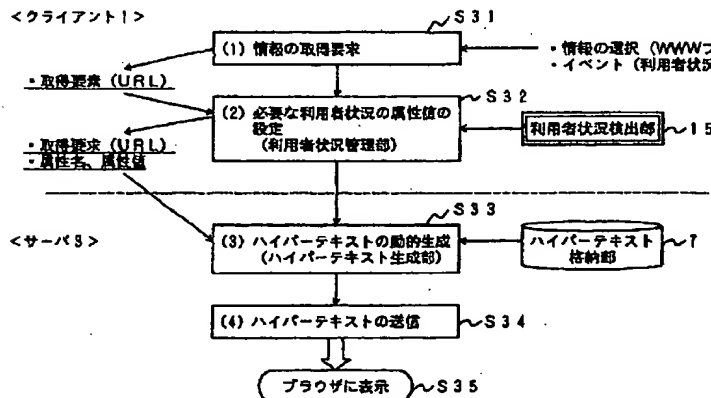 <クライアント1>
S31
(1) 情報の取得要求
・情報の選択 (WWWブ
・イベント (利用者状況
・取得要素 (URL)
S32
(2) 必要な利用者状況の属性値の
設定
(利用者状況管理部)
利用者状況検出部
15
・取得要求 (URL)
・属性名、属性値
S33
<サーバ3>
(3) ハイパーテキストの動的生成
(ハイパーテキスト生成部)
ハイパーテキスト
格納部
7
(4) ハイパーテキストの送信
S34
ブラウザに表示
S35